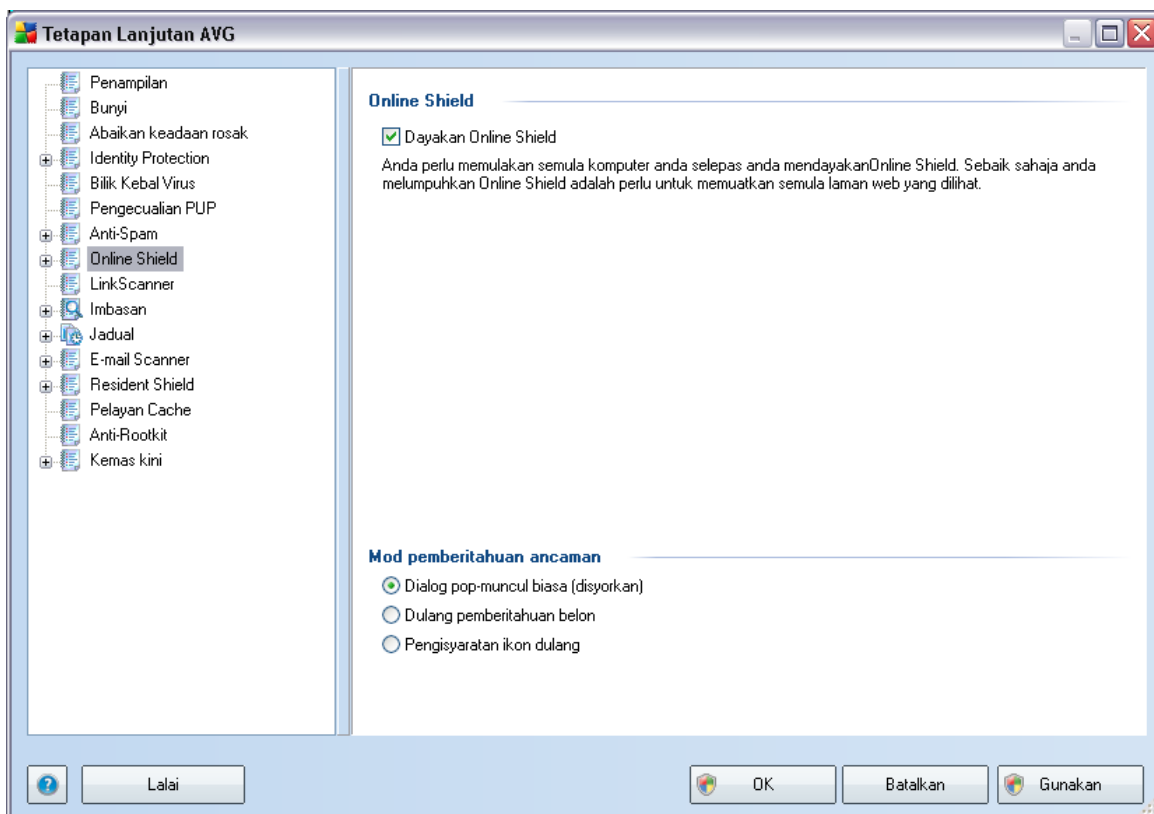 Tetapan Lanjutan AVG
Penampilan
Bunyi
Abaikan keadaan rosak
Identity Protection
Bilik Kebal Virus
Pengecualian PUP
Anti-Spam
Online Shield
LinkScanner
Imbasan
Jadual
E-mail Scanner
Resident Shield
Pelayan Cache
Anti-Rootkit
Kemas kini
Online Shield
Dayakan Online Shield
Anda perlu memulakan semula komputer anda selepas anda mendayakanOnline Shield. Sebaik sahaja anda
melumpuhkan Online Shield adalah perlu untuk memuatkan semula laman web yang dilihat.
Mod pemberitahuan ancaman
Dialog pop-muncul biasa (disyorkan)
Dulang pemberitahuan belon
Pengisyaratan ikon dulang
Lalai
OK
Batalkan
Gunakan